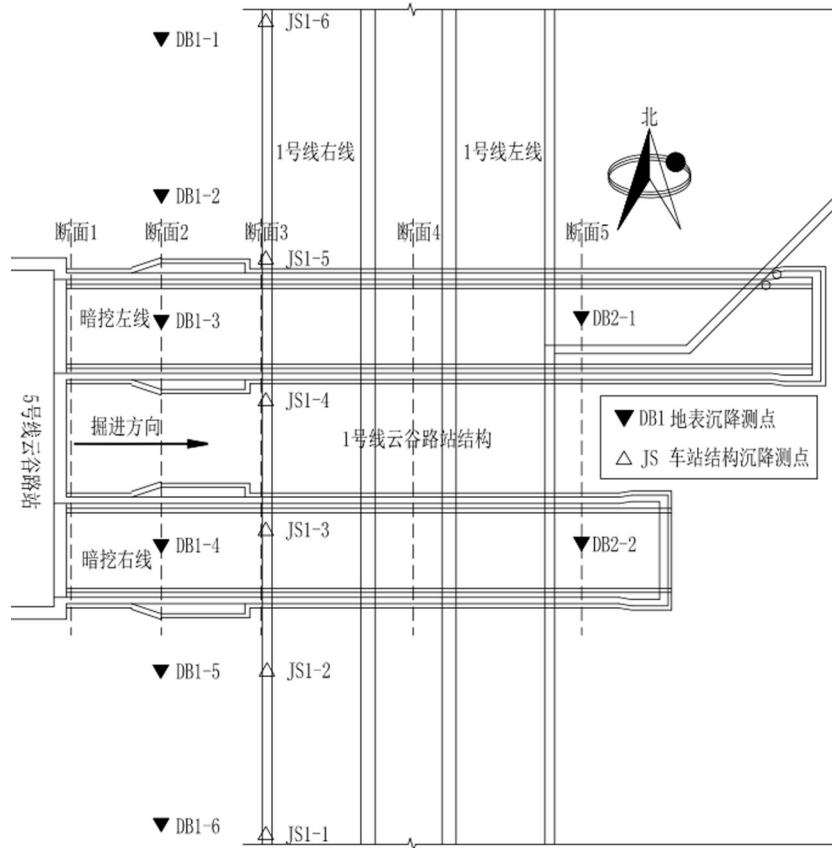 JS1-6
DB1-1
北
1号线右线
1号线左线
DB1-2
断面1
断面2
断面3
断面4
断面5
JS1-5
暗挖左线
DB1-3
DB2-1
JS1-4
掘进方向
1号线云谷路站结构
DB1 地表沉降测点
JS 车站结构沉降测点
5号线云谷路站
JS1-3
暗挖右线
DB1-4
DB2-2
DB1-5
JS1-2
DB1-6
JS1-1